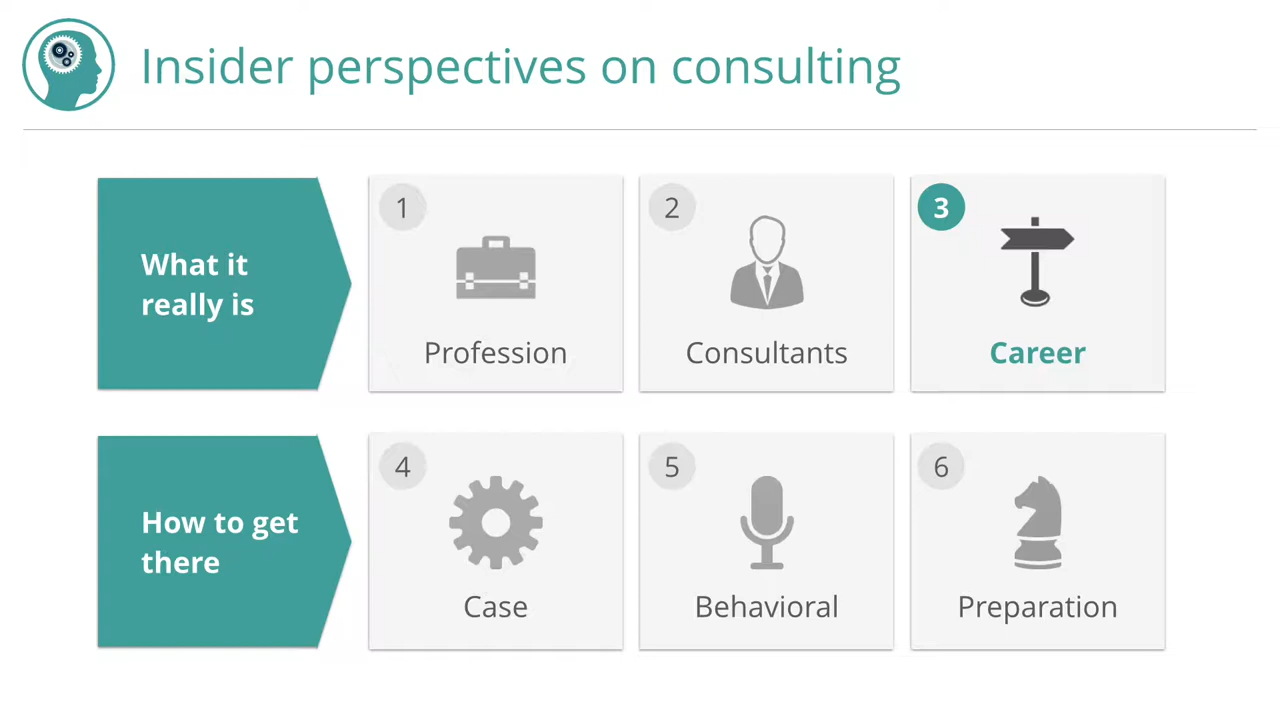 Insider perspectives on consulting
What it
really is
1
Profession
2
Consultants
3
Career
How to get
there
4
Case
5
Behavioral
6
Preparation